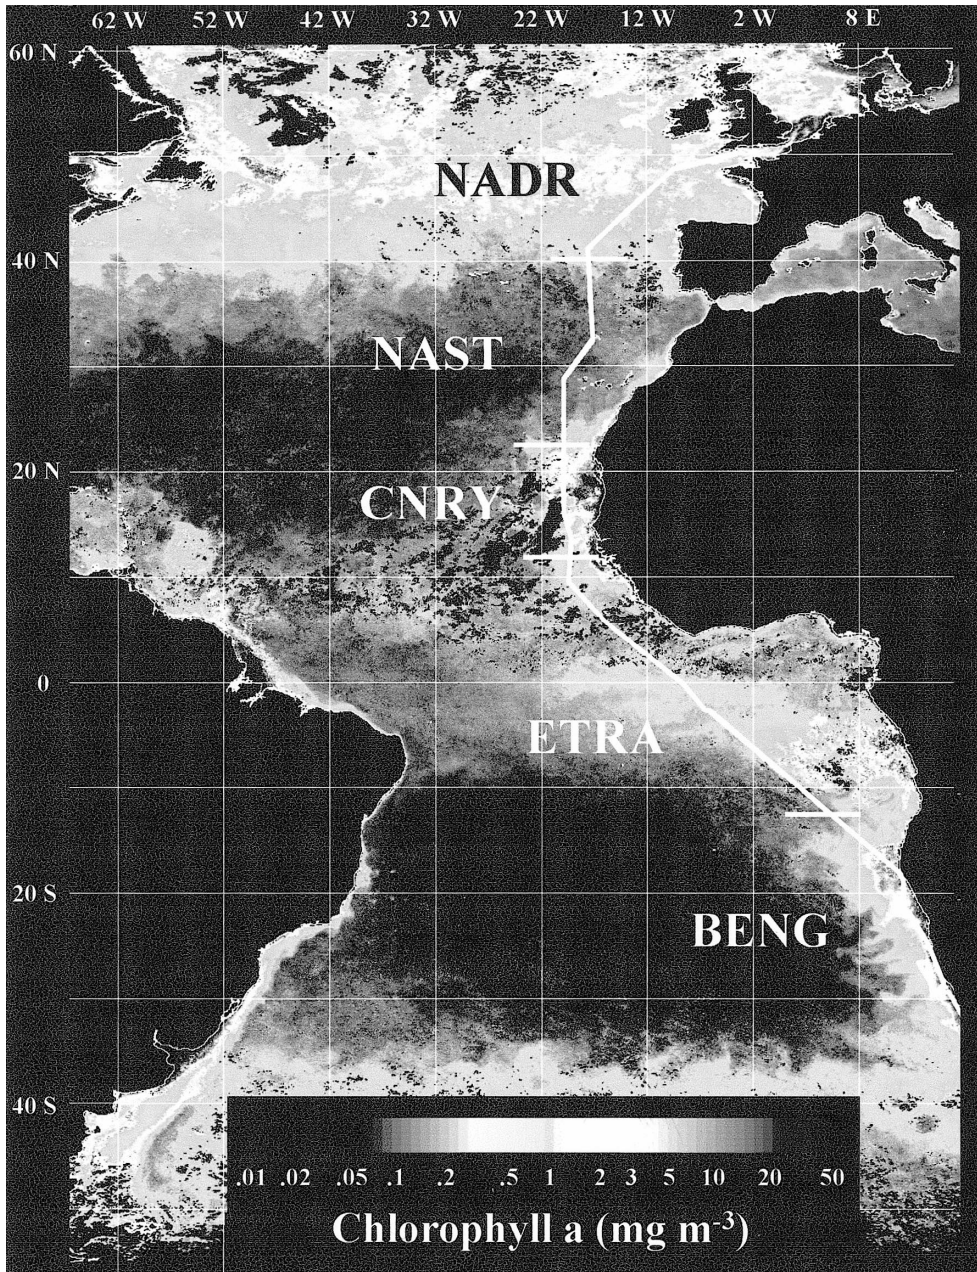 62 W 52 W 42 W 32 W 22 W 12 W 2 W 8 E
60 N
NADR
40 N
NAST
20 N
CNRY
0
ETRA
20 S
BENG
40 S
.01 .02 .05 .1 .2 .5 1 2 3 5 10 20 50
Chlorophyll a (mg m-3)